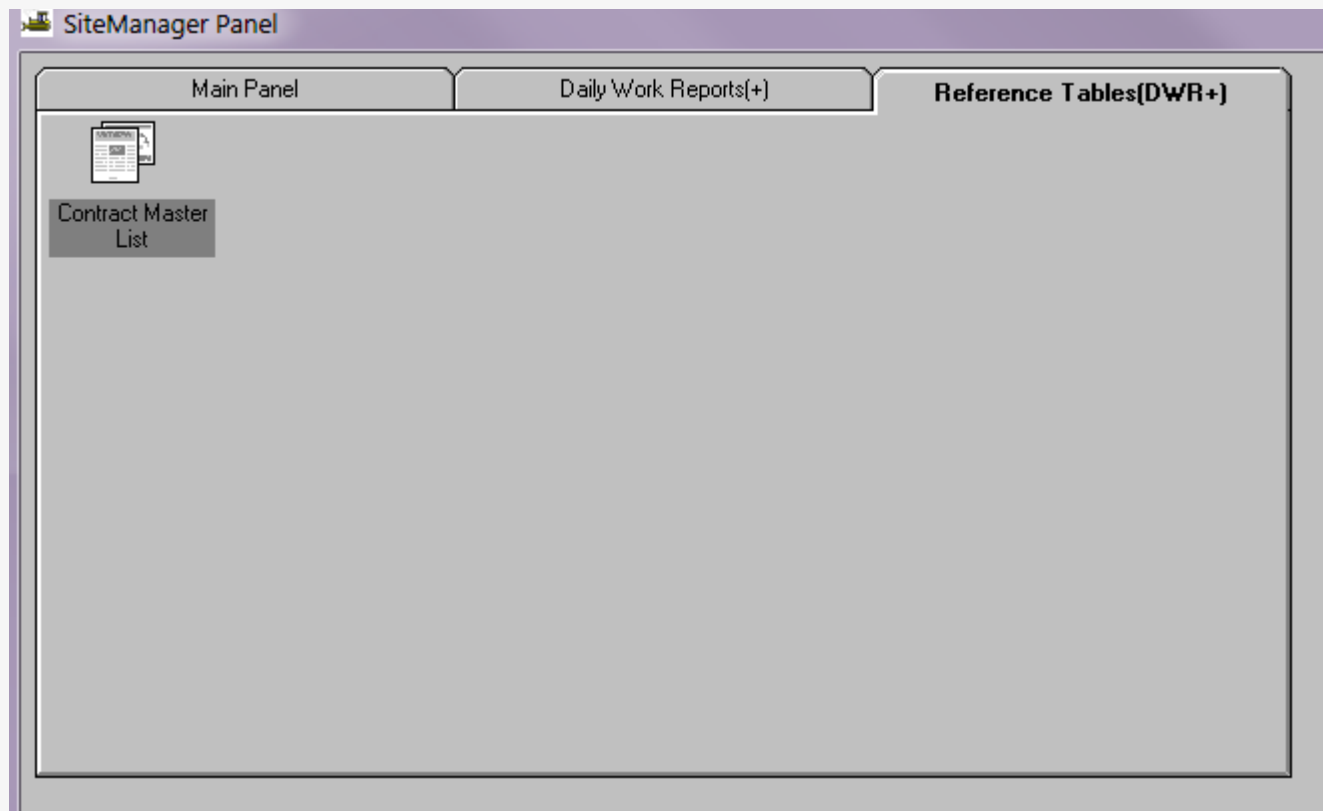 SiteManager Panel
Main Panel
Daily Work Reports(+)
Reference Tables(DWR+)
Contract Master
List